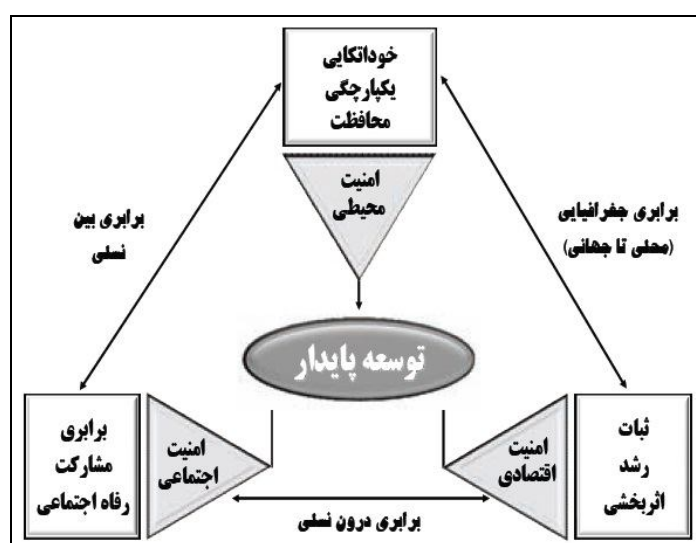 خوداتکایی
یکپارچگی
محافظت
امنیت
محیطی
برابری جغرافیایی
(محلی تا جهانی)
برابری بین
نسلی
توسعه پایدار
ثبات
رشد
اثربخشی
امنیت
اقتصادی
امنیت
اجتماعی
برابری
مشارکت
رفاه اجتماعی
برابری درون نسلی